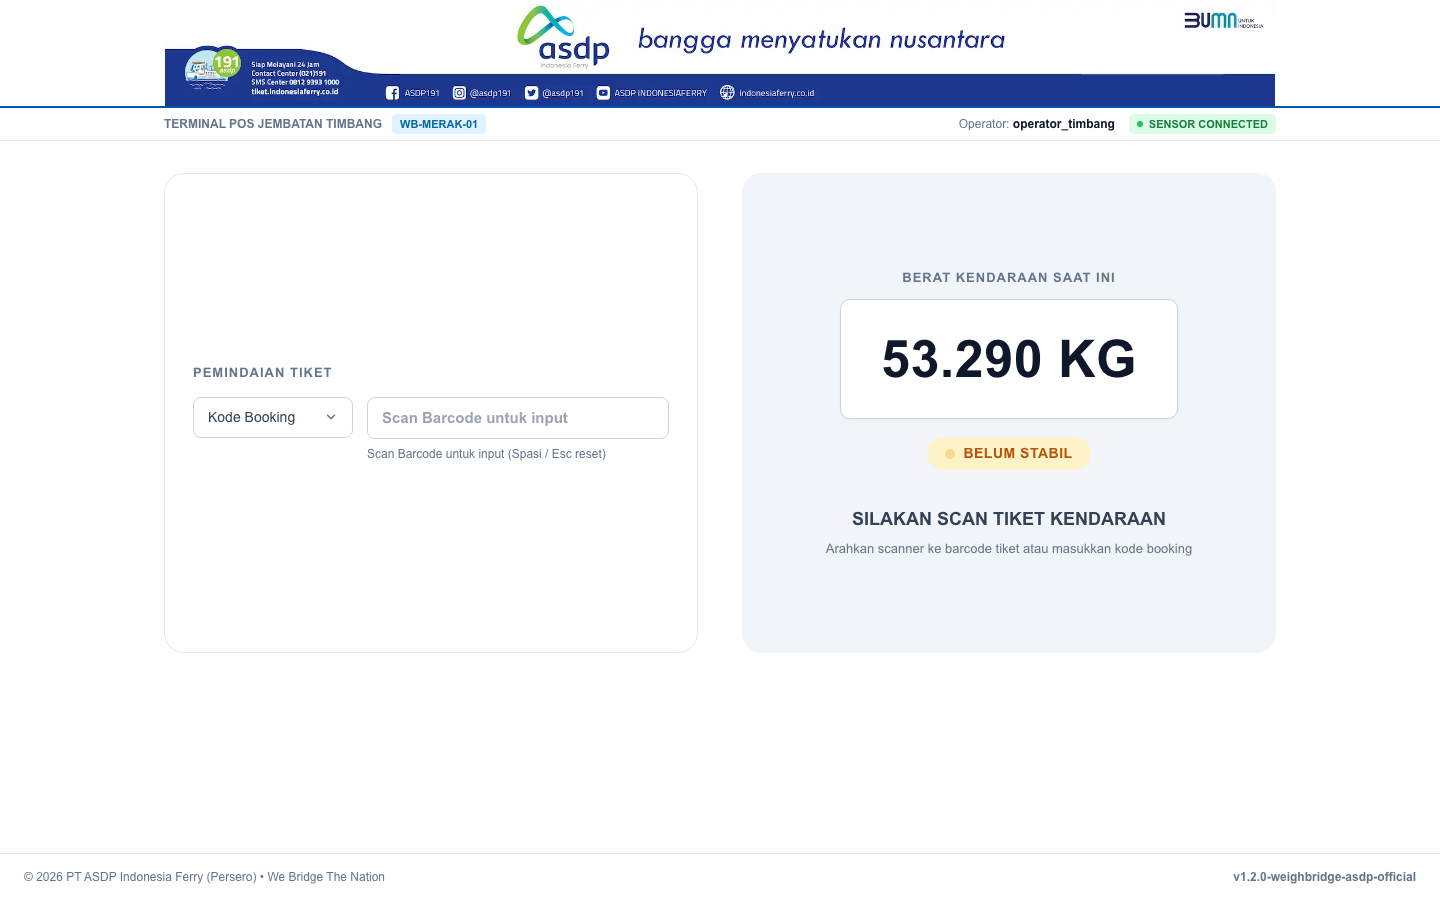 asdp
Indonesia Ferry
bangga menyatukan nusantara
BUMN
UNTUK
INDONESIA
191
asdp
Siap Melayani 24 Jam
Contact Center (021)191
SMS Center 0812 9393 1000
tiket.indonesiaferry.co.id
ASDP191
@asdp191
@asdp191
ASDP INDONESIAFERRY
indonesiaferry.co.id
TERMINAL POS JEMBATAN TIMBANG
WB-MERAK-01
Operator: operator_timbang
SENSOR CONNECTED
PEMINDAIAN TIKET
Kode Booking
Scan Barcode untuk input
Scan Barcode untuk input (Spasi / Esc reset)
BERAT KENDARAAN SAAT INI
53.290 KG
BELUM STABIL
SILAKAN SCAN TIKET KENDARAAN
Arahkan scanner ke barcode tiket atau masukkan kode booking
© 2026 PT ASDP Indonesia Ferry (Persero) • We Bridge The Nation
v1.2.0-weighbridge-asdp-official